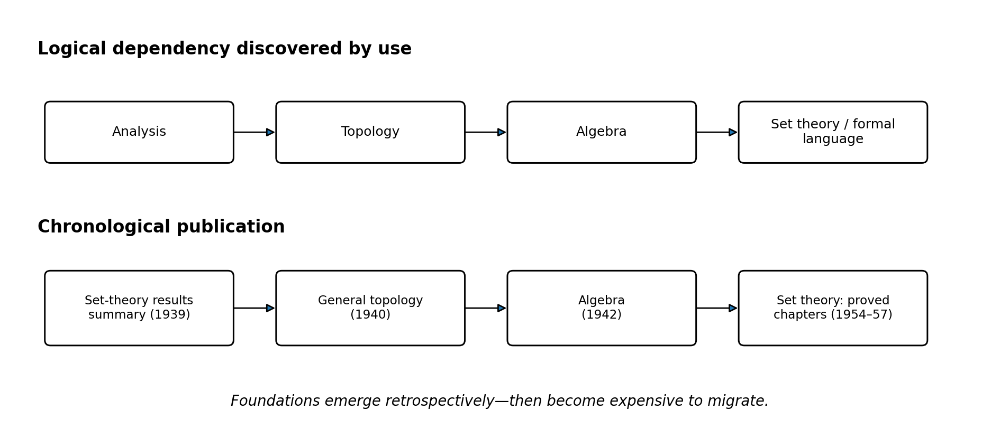 Logical dependency discovered by use
Analysis
Topology
Algebra
Set theory / formal
language
Chronological publication
Set-theory results
summary (1939)
General topology
(1940)
Algebra
(1942)
Set theory: proved
chapters (1954–57)
Foundations emerge retrospectively—then become expensive to migrate.